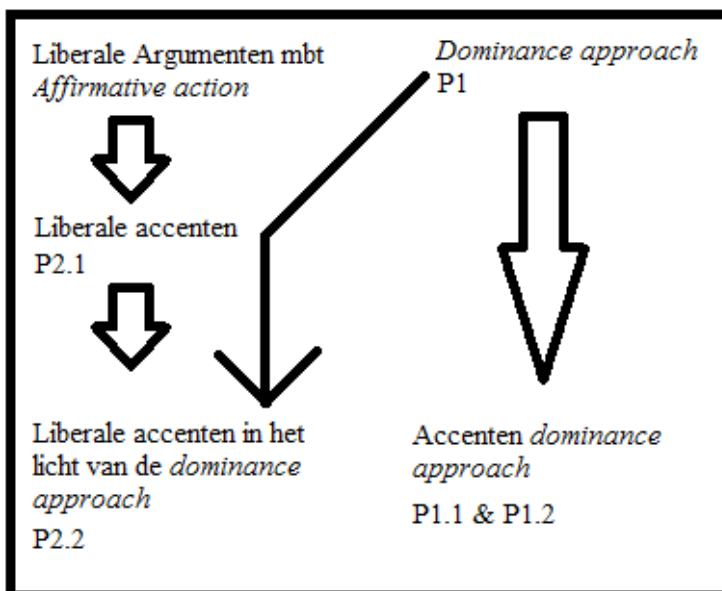 Liberale Argumenten mbt
Affirmative action
Dominance approach
P1
Liberale accenten
P2.1
Liberale accenten in het
licht van de dominance
approach
P2.2
Accenten dominance
approach
P1.1 & P1.2